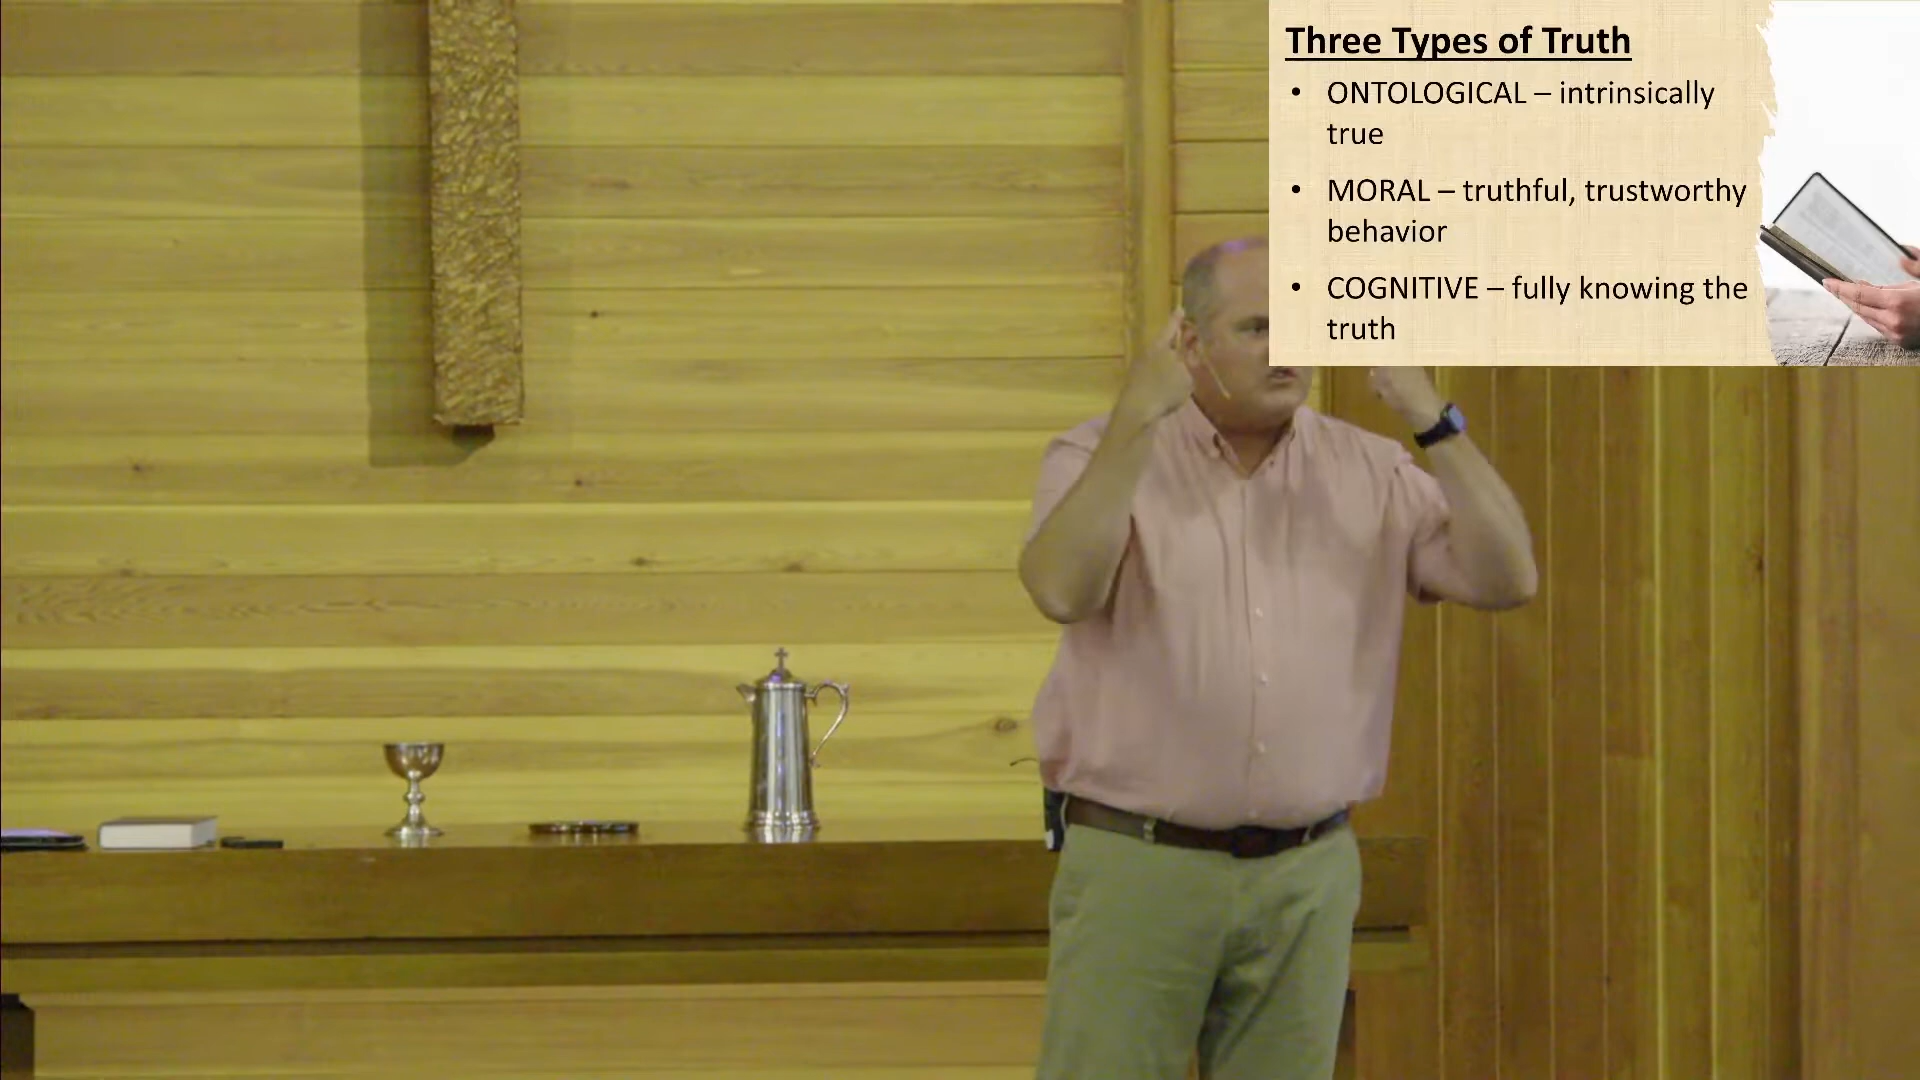 Three Types of Truth
• ONTOLOGICAL – intrinsically
true
• MORAL – truthful, trustworthy
behavior
• COGNITIVE – fully knowing the
truth